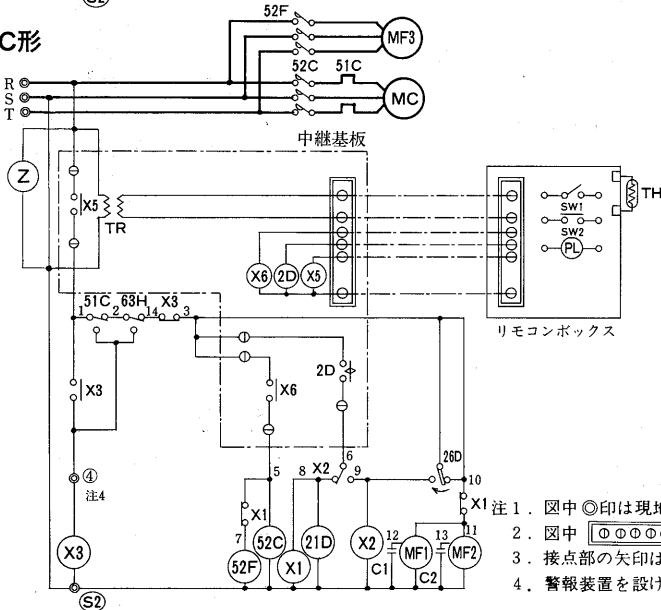 S2
C形
52F
MF3
R
S
T
52C 51C
MC
中継基板
Z
X5
TR
TH
SW1
SW2
PL
X6 2D X5
リモコンボックス
51C 63H X3
1 2 14 3
X3
X6
2D
④
注4
5
8 X2 6 9
26D
10
X1
7
X1
X3
52F
52C
X1
21D
X2
12
C1
MF1
13
C2
11
MF2
S2
注1. 図中◎印は現地
2. 図中
3. 接点部の矢印は
4. 警報装置を設け